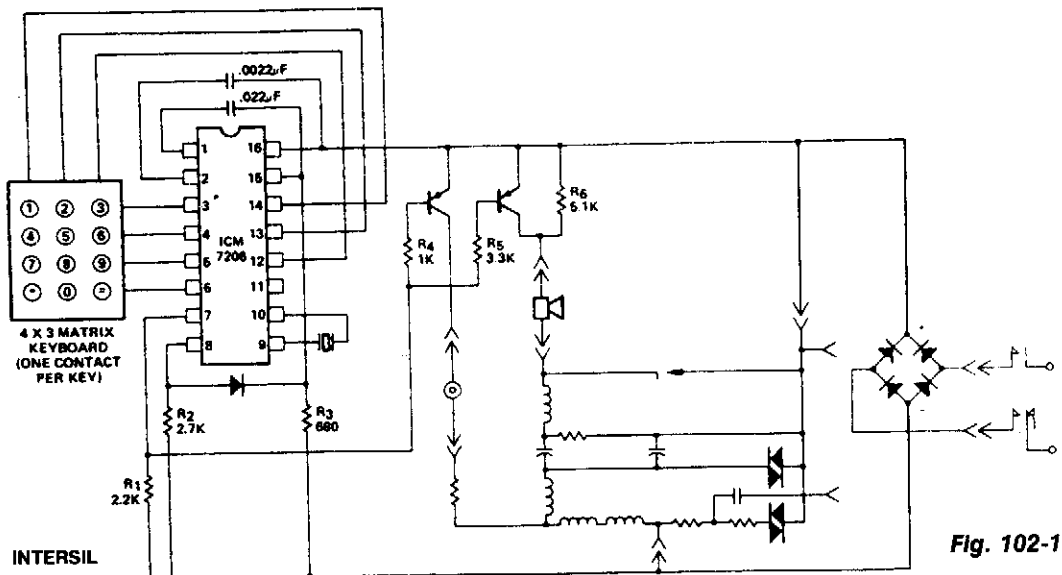 .0022µF
.022µF
1
16
2
15
3
14
4
13
5
12
6
11
7
10
8
9
ICM
7206
1
2
3
4
5
6
7
8
9
*
0
=
4 X 3 MATRIX
KEYBOARD
(ONE CONTACT
PER KEY)
R4
1K
R5
3.3K
R6
5.1K
R2
2.7K
R3
680
R1
2.2K
INTERSIL
Fig. 102-1